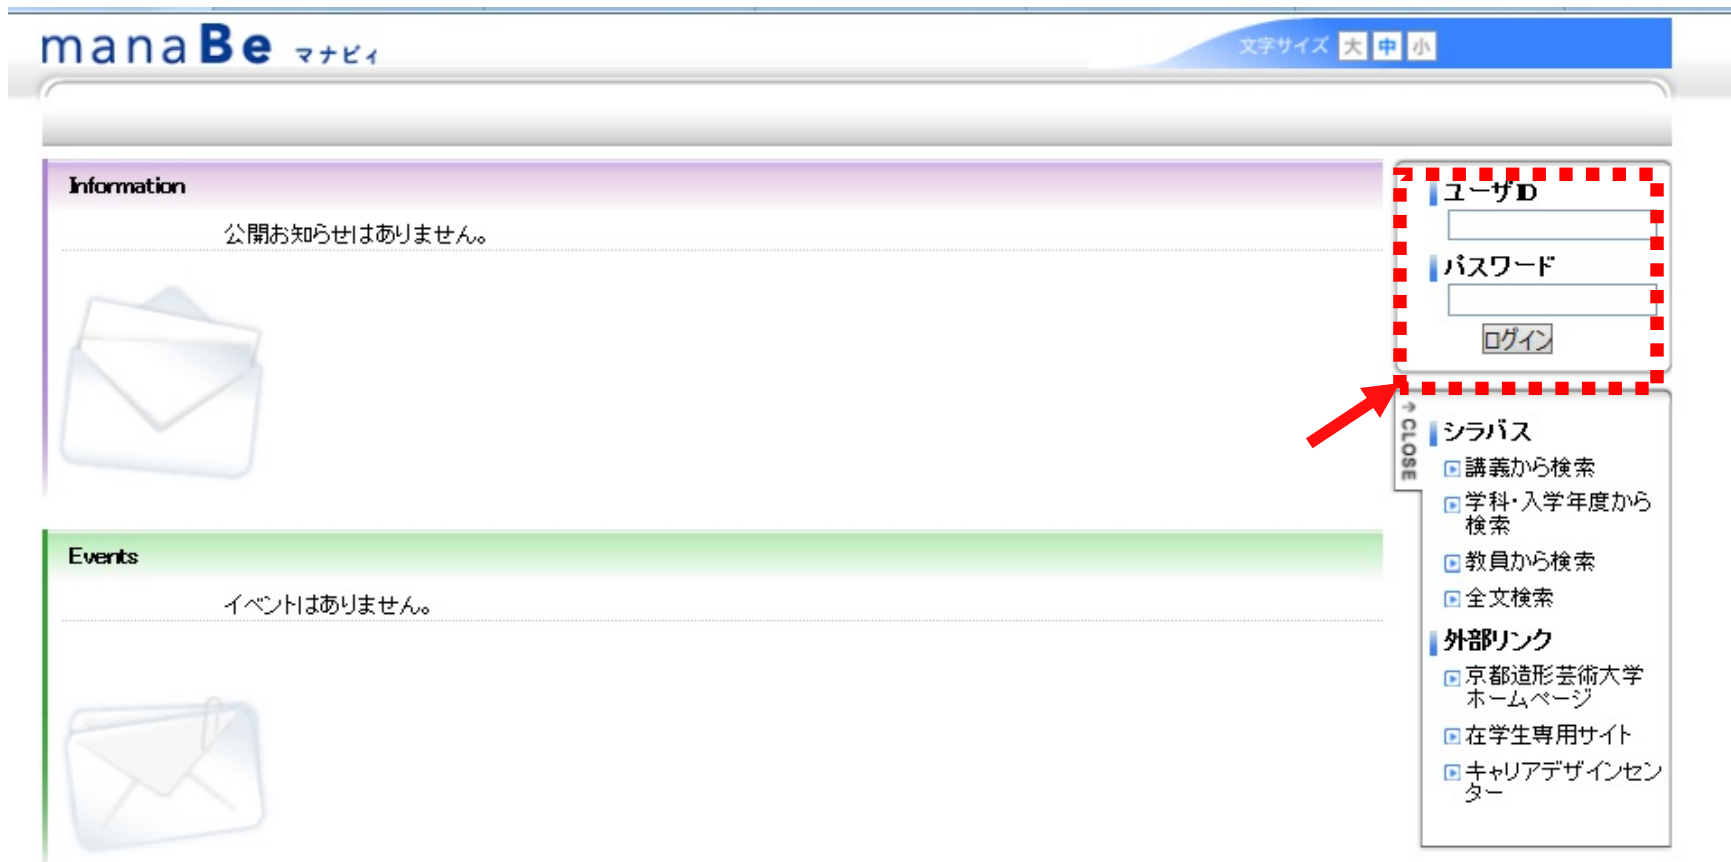 manaBe マナビィ
文字サイズ 大 中 小
Information
公開お知らせはありません。
Events
イベントはありません。
ユーザID
パスワード
ログイン
→ CLOSE
シラバス
講義から検索
学科・入学年度から
検索
教員から検索
全文検索
外部リンク
京都造形芸術大学
ホームページ
在学生専用サイト
キャリアデザインセン
ター